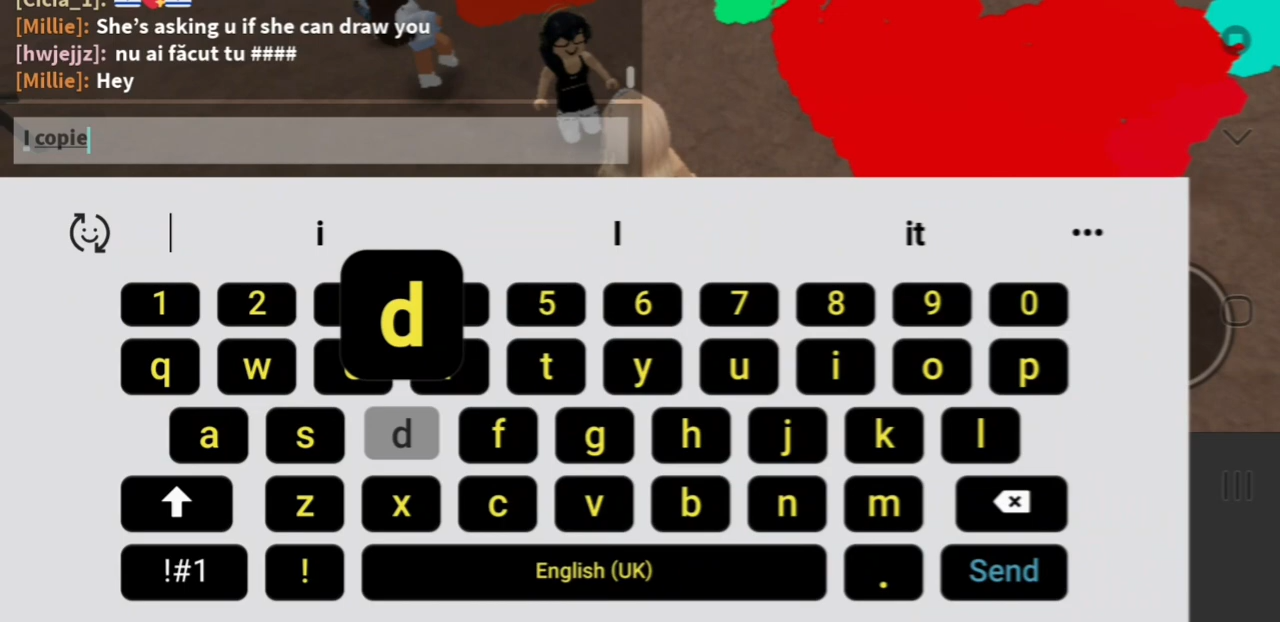 [Cicia_1]:
[Millie]: She's asking u if she can draw you
[hwjejjz]: nu ai făcut tu ####
[Millie]: Hey
I copie
i I it
1 2 5 6 7 8 9 0
d
q w t y u i o p
a s d f g h j k l
z x c v b n m
!#1 ! English (UK) . Send